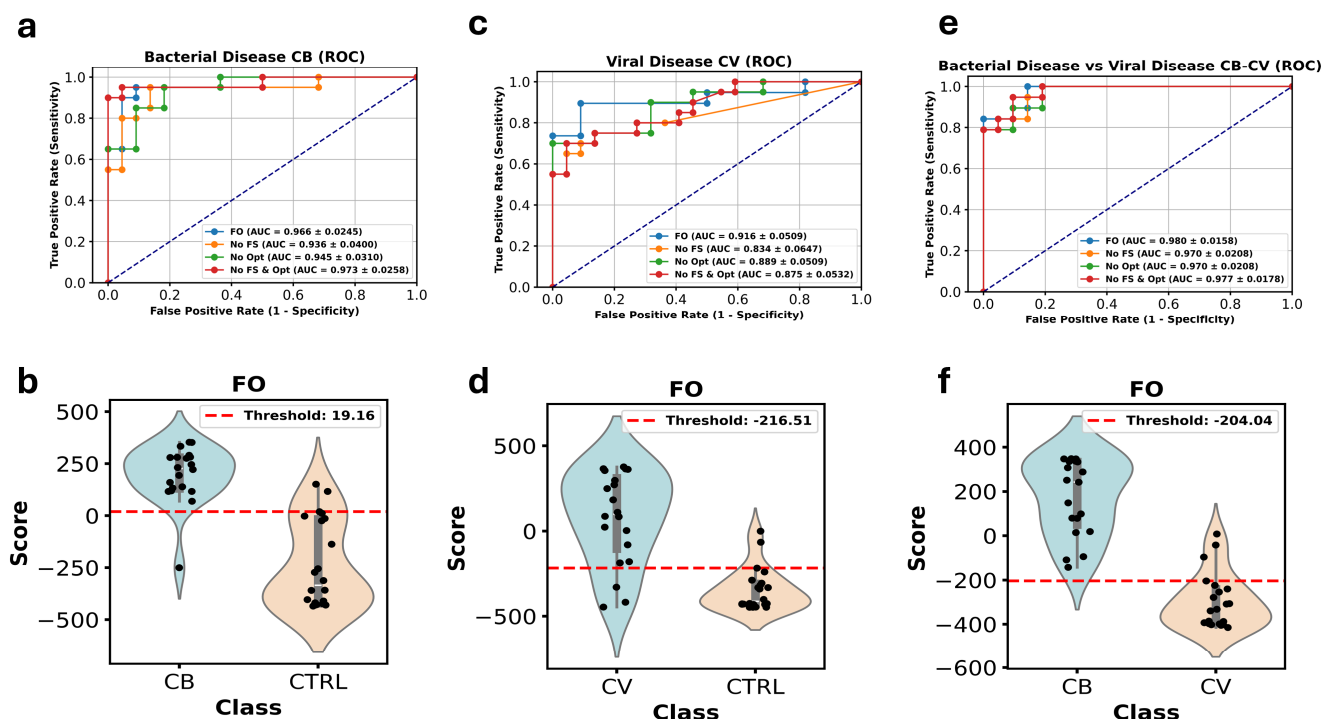 a
Bacterial Disease CB (ROC)
True Positive Rate (Sensitivity)
1.0
0.8
0.6
0.4
0.2
0.0
FO (AUC = 0.966 ± 0.0245)
No FS (AUC = 0.936 ± 0.0400)
No Opt (AUC = 0.945 ± 0.0310)
No FS & Opt (AUC = 0.973 ± 0.0258)
0.0 0.2 0.4 0.6 0.8 1.0
False Positive Rate (1 - Specificity)
c
Viral Disease CV (ROC)
True Positive Rate (Sensitivity)
1.0
0.8
0.6
0.4
0.2
0.0
FO (AUC = 0.916 ± 0.0509)
No FS (AUC = 0.834 ± 0.0647)
No Opt (AUC = 0.889 ± 0.0509)
No FS & Opt (AUC = 0.875 ± 0.0532)
0.0 0.2 0.4 0.6 0.8 1.0
False Positive Rate (1 - Specificity)
e
Bacterial Disease vs Viral Disease CB-CV (ROC)
True Positive Rate (Sensitivity)
1.0
0.8
0.6
0.4
0.2
0.0
FO (AUC = 0.980 ± 0.0158)
No FS (AUC = 0.970 ± 0.0208)
No Opt (AUC = 0.970 ± 0.0208)
No FS & Opt (AUC = 0.977 ± 0.0178)
0.0 0.2 0.4 0.6 0.8 1.0
False Positive Rate (1 - Specificity)
b
FO
Threshold: 19.16
Score
500
250
0
−250
−500
CB CTRL
Class
d
FO
Threshold: -216.51
Score
500
0
−500
CV CTRL
Class
f
FO
Threshold: -204.04
Score
400
200
0
−200
−400
−600
CB CV
Class